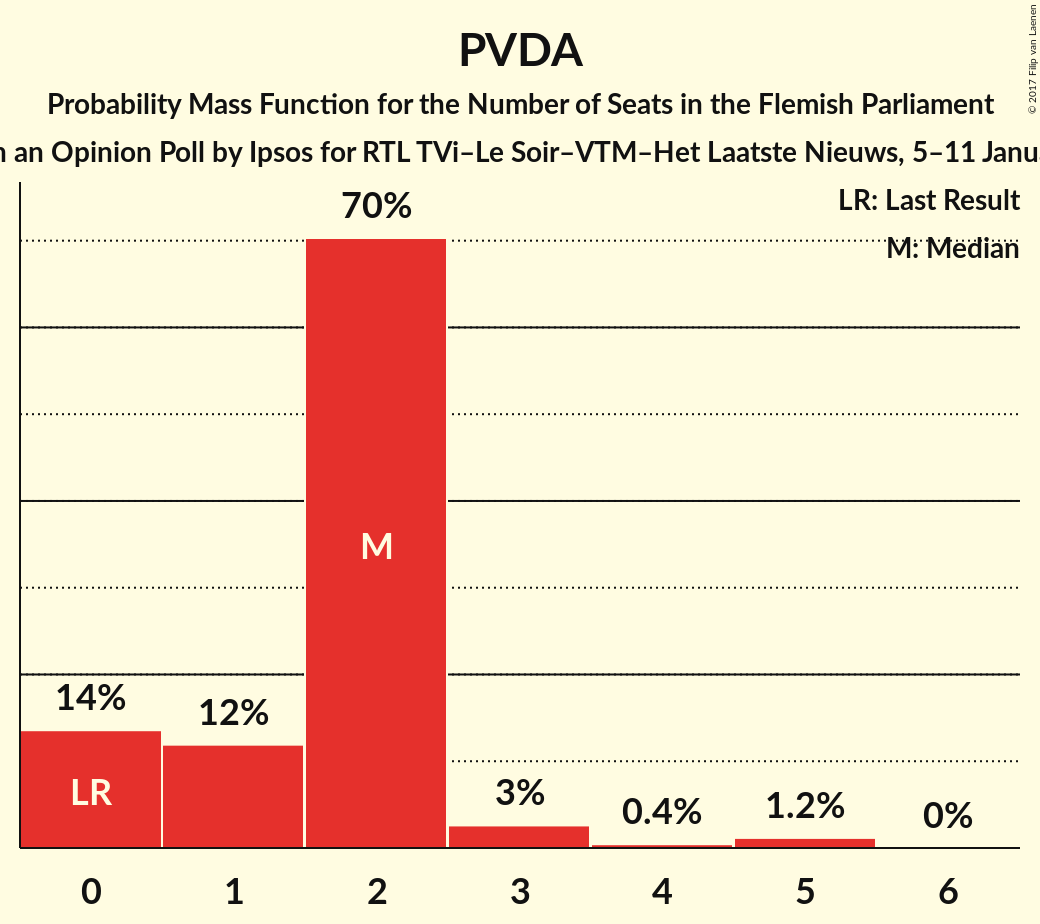 PVDA
Probability Mass Function for the Number of Seats in the Flemish Parliament
an Opinion Poll by Ipsos for RTL TVi–Le Soir–VTM–Het Laatste Nieuws, 5–11
LR: Last Result
M: Median
70%
M
14%
LR
12%
3%
0.4%
1.2%
0%
0 1 2 3 4 5 6
© 2017 Filip van Laenen